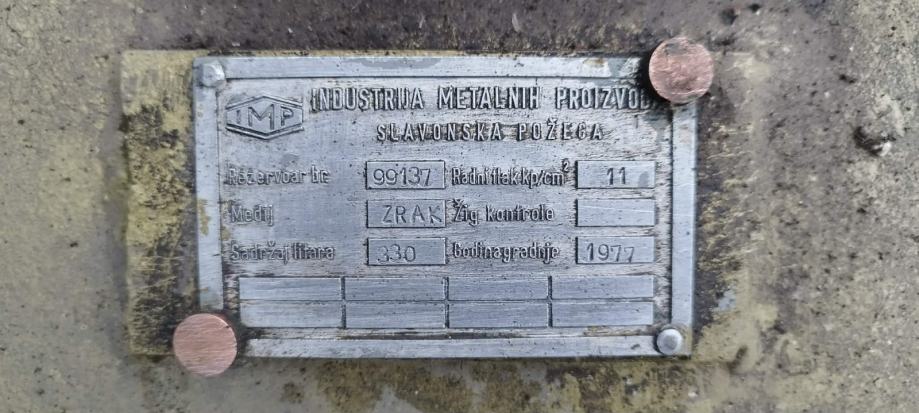 IMP INDUSTRIJA METALNIH PROIZVOD
SLAVONSKA POŽEGA
Rezervoar br. 99137 Radni tlak kp/cm² 11
Medij ZRAK Žig kontrole
Sadržaj litara 330 Godina gradnje 1977